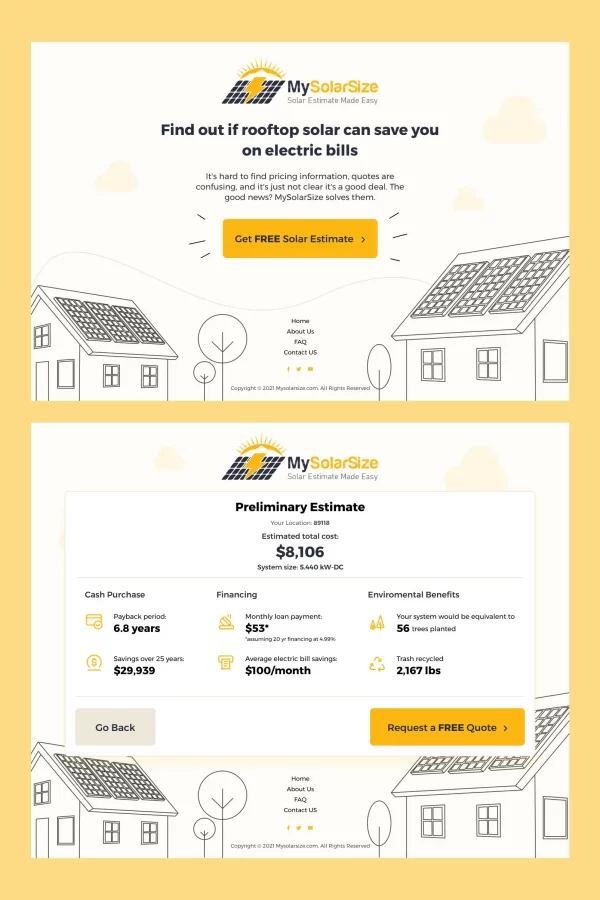 MySolarSize
Solar Estimate Made Easy
Find out if rooftop solar can save you
on electric bills
It's hard to find pricing information, quotes are
confusing, and it's just not clear it's a good deal. The
good news? MySolarSize solves them.
Get FREE Solar Estimate ›
Home
About Us
FAQ
Contact US
Copyright © 2021 Mysolarsize.com. All Rights Reserved
MySolarSize
Solar Estimate Made Easy
Preliminary Estimate
Your Location: 89118
Estimated total cost:
$8,106
System size: 5.440 kW-DC
Cash Purchase
Payback period:
6.8 years
Savings over 25 years:
$29,939
Financing
Monthly loan payment:
$53*
*assuming 20 yr financing at 4.99%
Average electric bill savings:
$100/month
Enviromental Benefits
Your system would be equivalent to
56 trees planted
Trash recycled
2,167 lbs
Go Back
Request a FREE Quote ›
Home
About Us
FAQ
Contact US
Copyright © 2021 Mysolarsize.com. All Rights Reserved